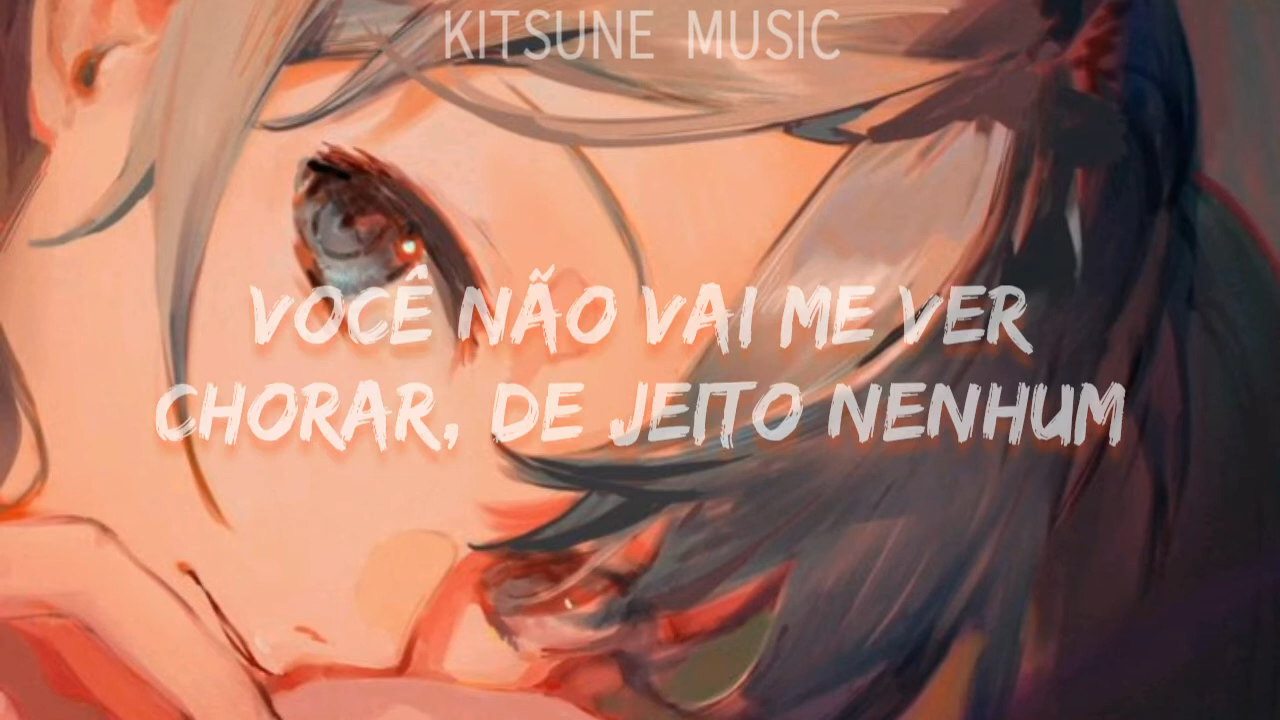 KITSUNE MUSIC
VOCÊ NÃO VAI ME VER
CHORAR, DE JEITO NENHUM